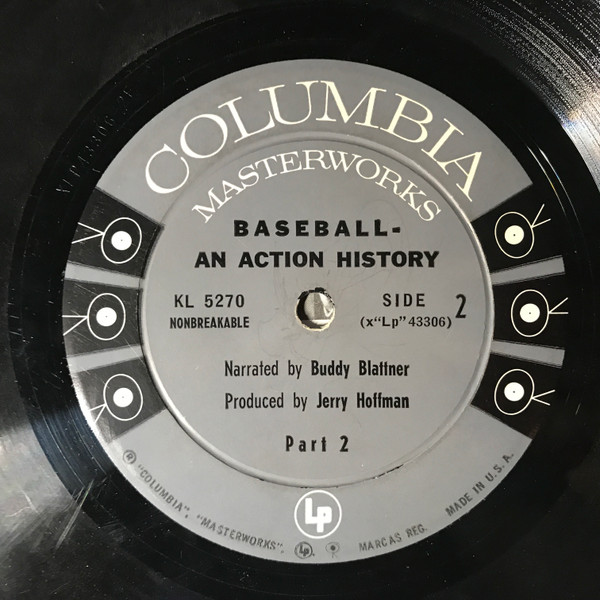 COLUMBIA
MASTERWORKS
BASEBALL-
AN ACTION HISTORY
KL 5270
NONBREAKABLE
SIDE 2
(x"Lp" 43306)
Narrated by Buddy Blattner
Produced by Jerry Hoffman
Part 2
Lp
® "COLUMBIA", "MASTERWORKS", Lp, MARCAS REG. MADE IN U.S.A.